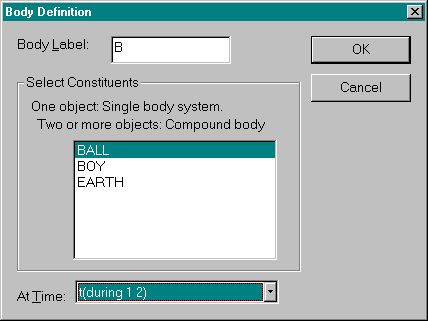 Body Definition
Body Label:
B
OK
Select Constituents
Cancel
One object: Single body system.
Two or more objects: Compound body
BALL
BOY
EARTH
At Time:
t(during 1 2)